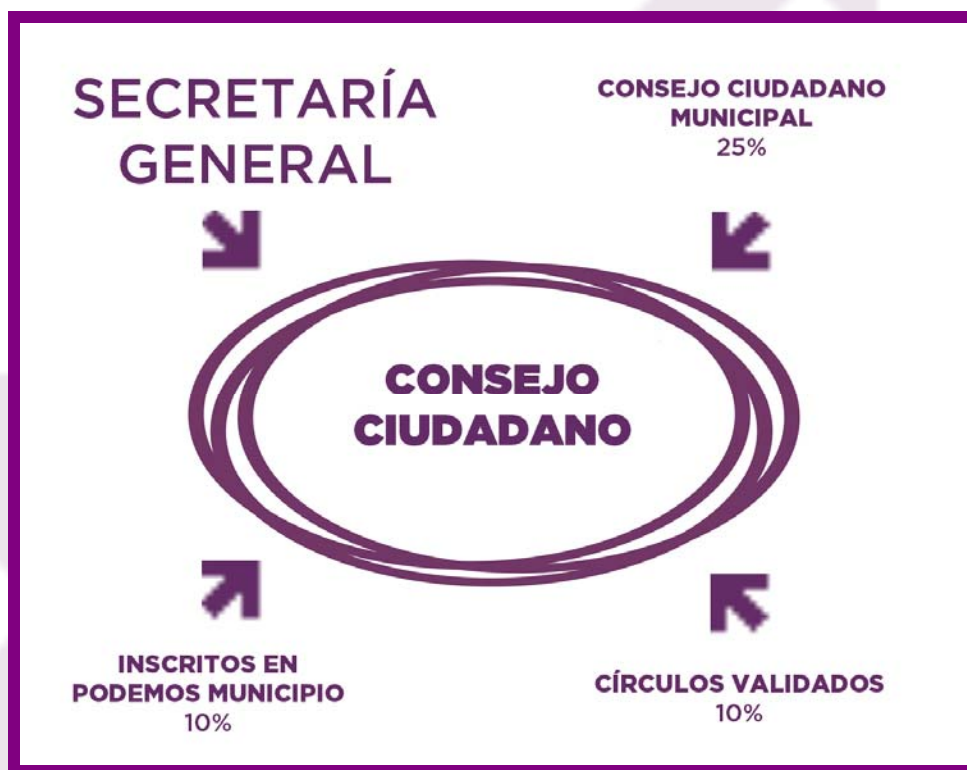 SECRETARÍA
GENERAL
CONSEJO CIUDADANO
MUNICIPAL
25%
CONSEJO
CIUDADANO
INSCRITOS EN
PODEMOS MUNICIPIO
10%
CÍRCULOS VALIDADOS
10%